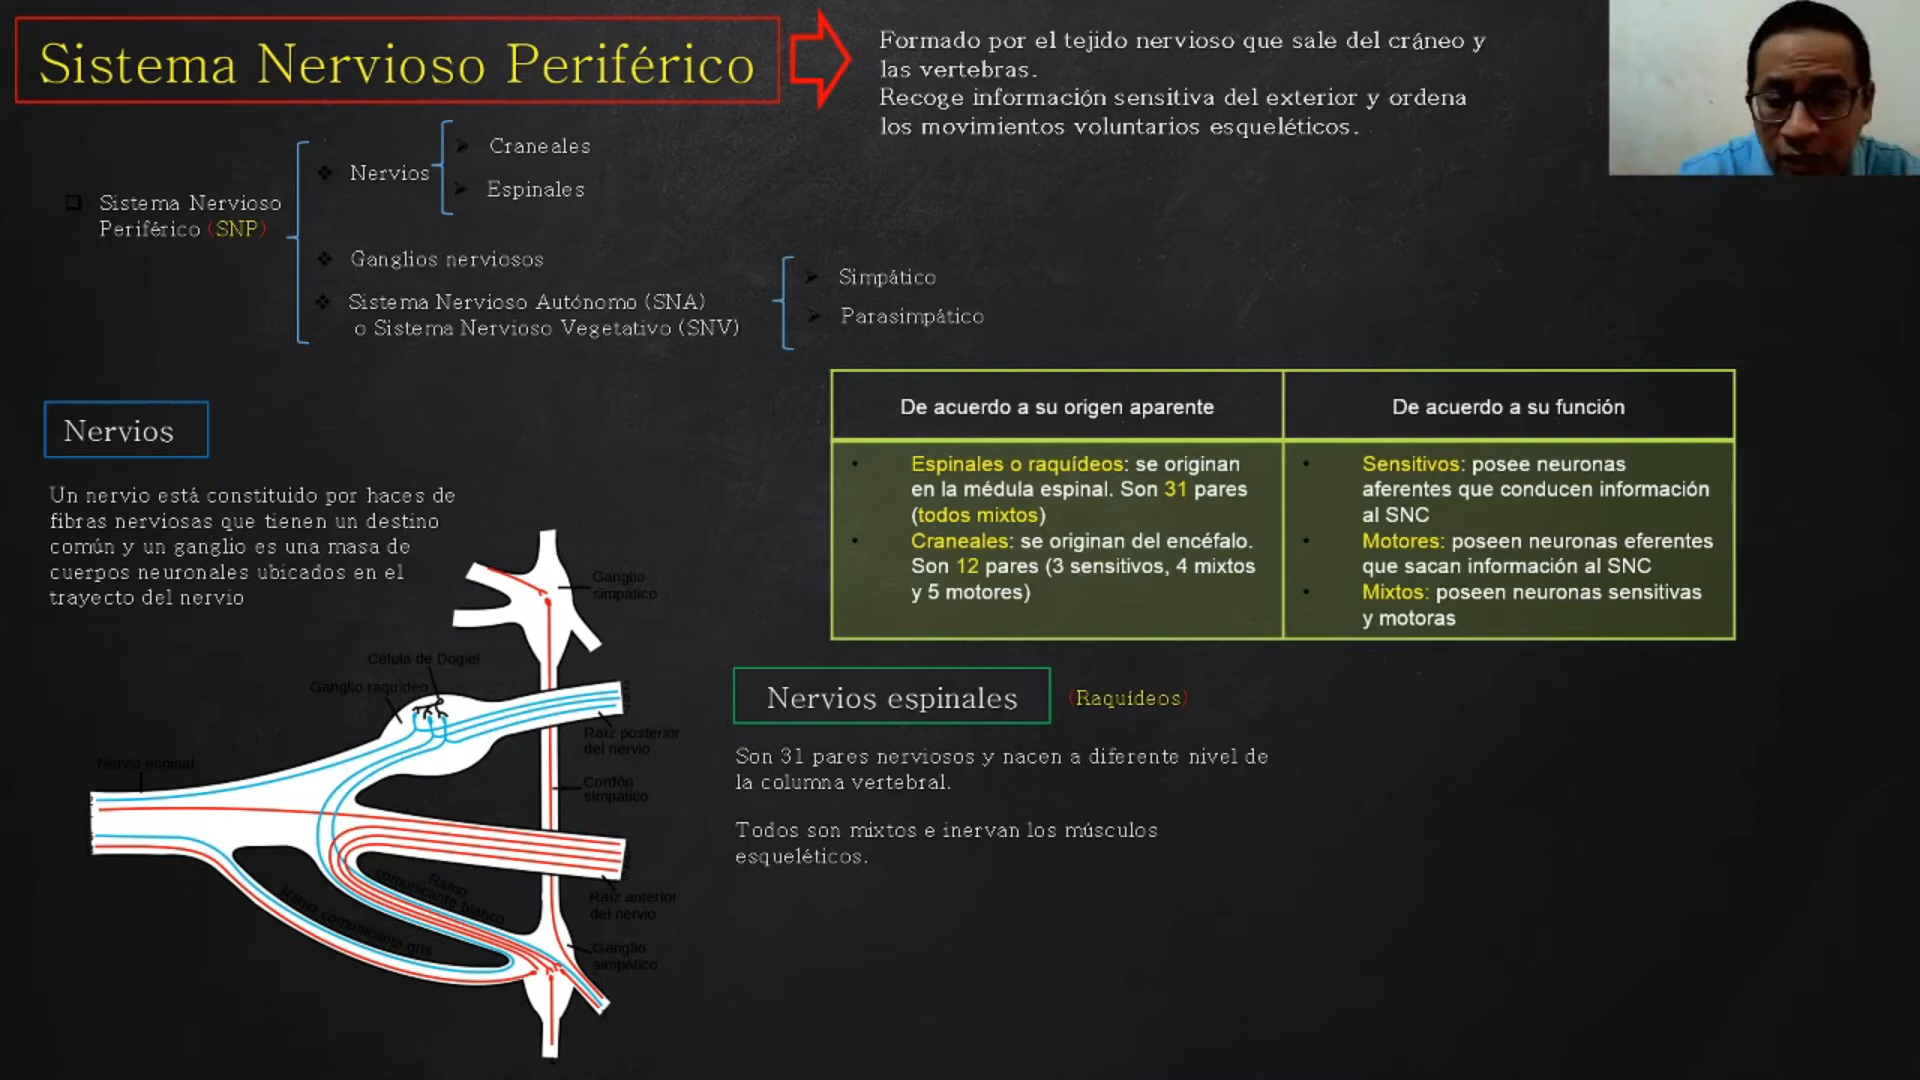 Sistema Nervioso Periférico
Formado por el tejido nervioso que sale del cráneo y
las vertebras.
Recoge información sensitiva del exterior y ordena
los movimientos voluntarios esqueléticos.
Sistema Nervioso
Periférico (SNP)
Nervios
Craneales
Espinales
Ganglios nerviosos
Sistema Nervioso Autónomo (SNA)
o Sistema Nervioso Vegetativo (SNV)
Simpático
Parasimpático
De acuerdo a su origen aparente
De acuerdo a su función
Espinales o raquídeos: se originan
en la médula espinal. Son 31 pares
(todos mixtos)
Craneales: se originan del encéfalo.
Son 12 pares (3 sensitivos, 4 mixtos
y 5 motores)
Sensitivos: posee neuronas
aferentes que conducen información
al SNC
Motores: poseen neuronas eferentes
que sacan información al SNC
Mixtos: poseen neuronas sensitivas
y motoras
Nervios
Un nervio está constituido por haces de
fibras nerviosas que tienen un destino
común y un ganglio es una masa de
cuerpos neuronales ubicados en el
trayecto del nervio
Ganglio
simpático
Célula de Dogiel
Ganglio raquídeo
Raíz posterior
del nervio
Nervio espinal
Cordón
simpático
Ramo
comunicante blanco
Ramo comunicante gris
Raíz anterior
del nervio
Ganglio
simpático
Nervios espinales
(Raquídeos)
Son 31 pares nerviosos y nacen a diferente nivel de
la columna vertebral.
Todos son mixtos e inervan los músculos
esqueléticos.